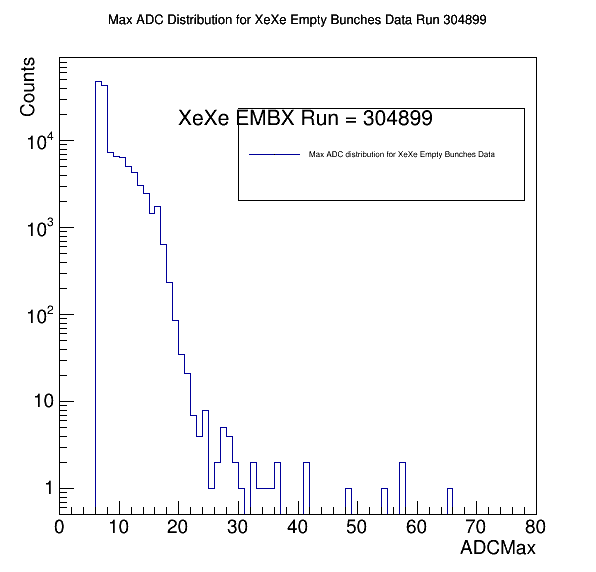 Max ADC Distribution for XeXe Empty Bunches Data Run 304899
Counts
XeXe EMBX Run = 304899
Max ADC distribution for XeXe Empty Bunches Data
10^4
10^3
10^2
10
1
0 10 20 30 40 50 60 70 80
ADCMax